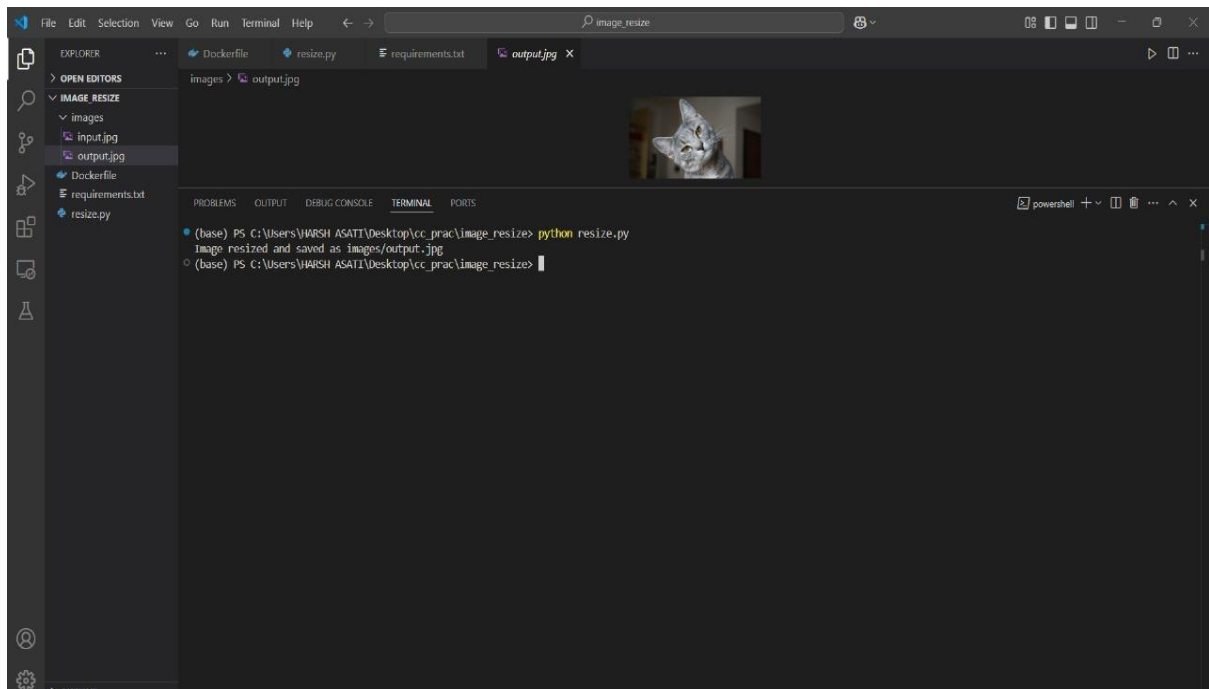 File Edit Selection View Go Run Terminal Help
image_resize
EXPLORER
Dockerfile
resize.py
requirements.txt
output.jpg
OPEN EDITORS
images > output.jpg
IMAGE_RESIZE
images
input.jpg
output.jpg
Dockerfile
requirements.txt
resize.py
PROBLEMS OUTPUT DEBUG CONSOLE TERMINAL PORTS
powershell
(base) PS C:\Users\HARSH ASATI\Desktop\cc_prac\image_resize> python resize.py
Image resized and saved as images/output.jpg
(base) PS C:\Users\HARSH ASATI\Desktop\cc_prac\image_resize>